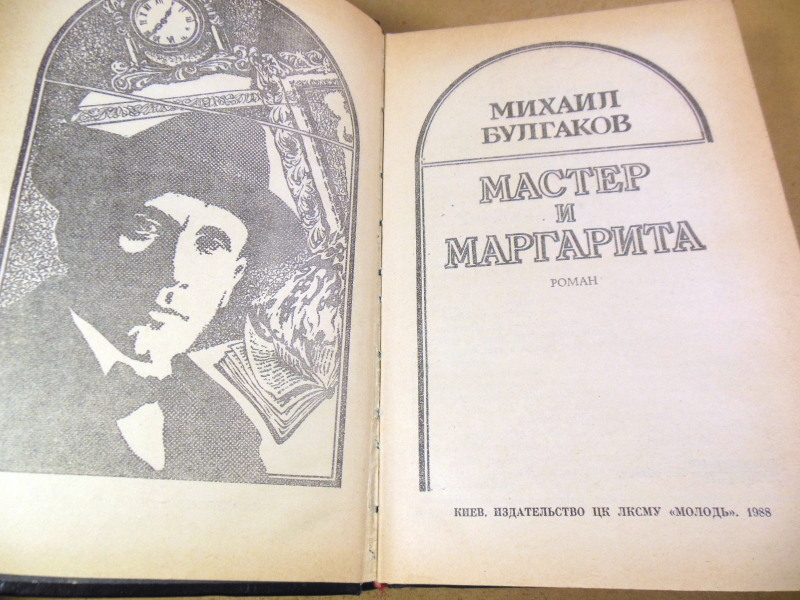 МИХАИЛ
БУЛГАКОВ
МАСТЕР
И
МАРГАРИТА
РОМАН
КИЕВ. ИЗДАТЕЛЬСТВО ЦК ЛКСМУ «МОЛОДЬ». 1988